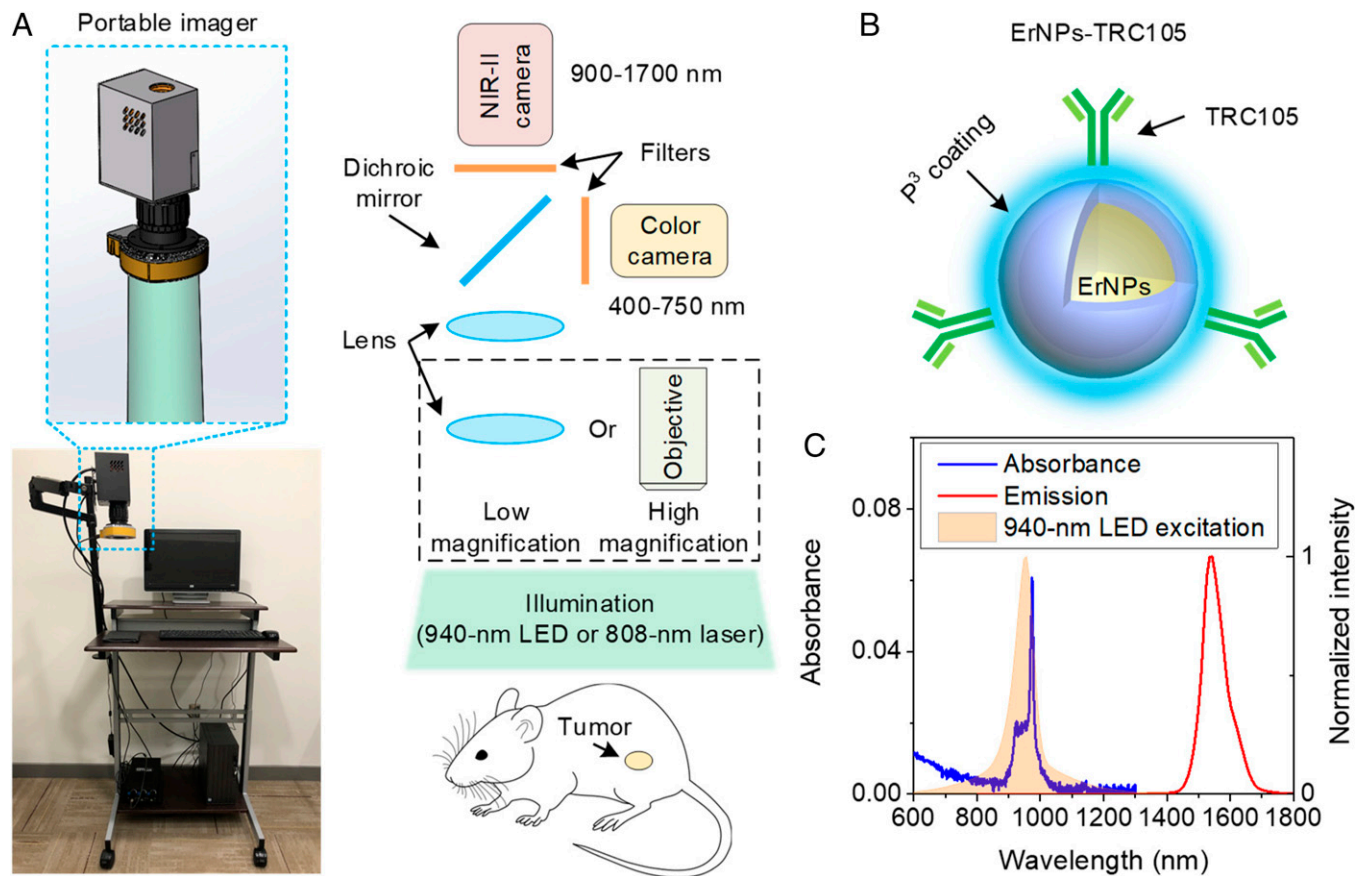 A
Portable imager
NIR-II
camera
900-1700 nm
Dichroic
mirror
Filters
Color
camera
400-750 nm
Lens
Or
Objective
Low
magnification
High
magnification
Illumination
(940-nm LED or 808-nm laser)
Tumor
B
ErNPs-TRC105
TRC105
P³ coating
ErNPs
C
Absorbance
Emission
940-nm LED excitation
Absorbance
0.08
0.04
0.00
1
0
Normalized intensity
600 800 1000 1200 1400 1600 1800
Wavelength (nm)